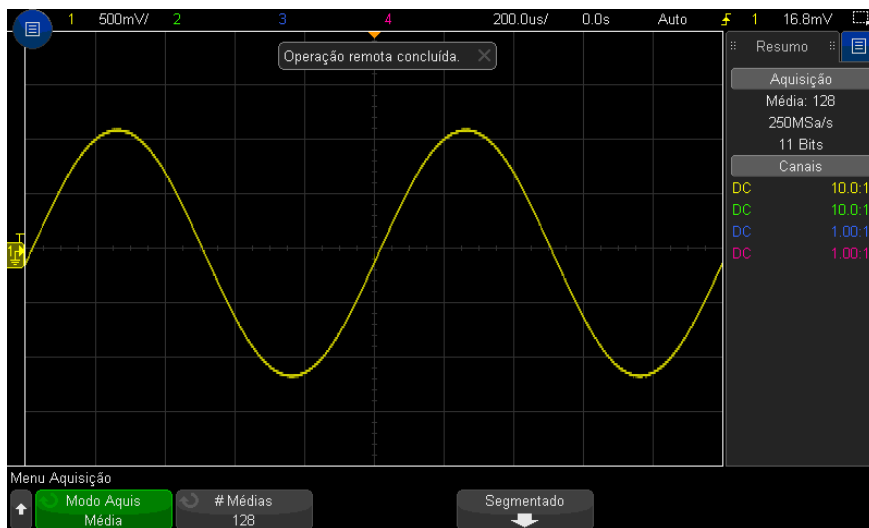 1 500mV/ 2 3 4 200.0us/ 0.0s Auto 1 16.8mV
Operação remota concluída.
Resumo
Aquisição
Média: 128
250MSa/s
11 Bits
Canais
DC 10.0:1
DC 10.0:1
DC 1.00:1
DC 1.00:1
T
1
Menu Aquisição
Modo Aquis
Média
# Médias
128
Segmentado